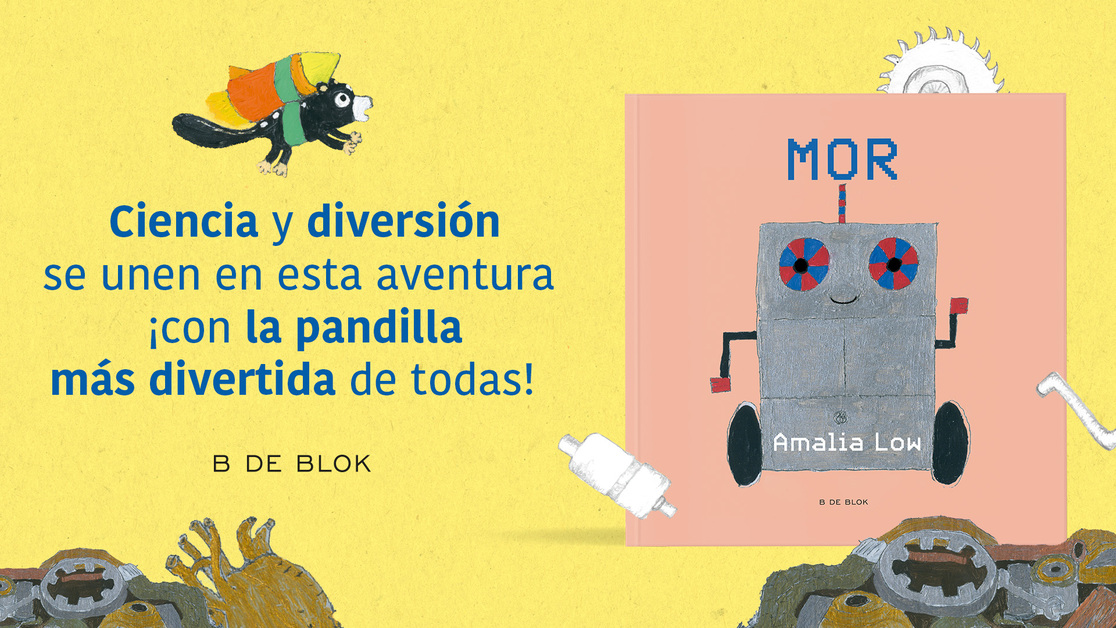 Ciencia y diversión
se unen en esta aventura
¡con la pandilla
más divertida de todas!
B DE BLOK
MOR
Amalia Low
B DE BLOK